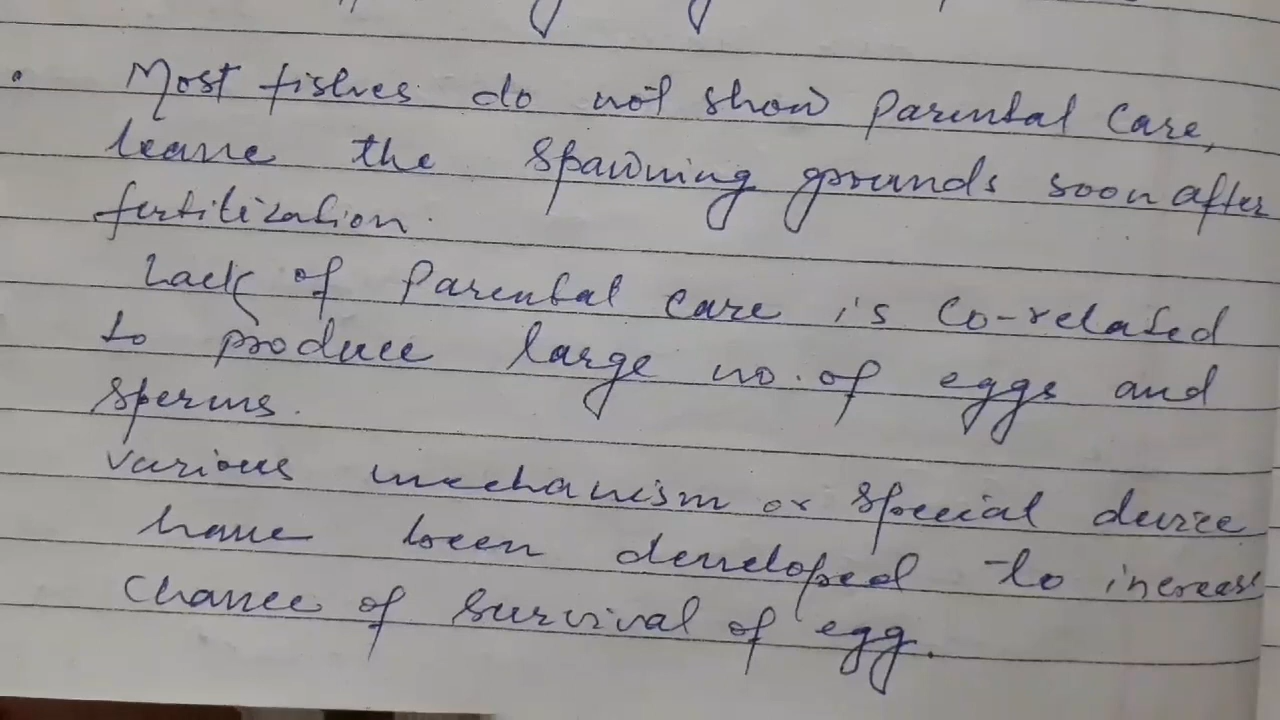 • Most fishes do not show Parental Care,
leave the Spawning grounds soon after
fertilization.
Lack of Parental care is Co-related
to produce large no. of eggs and
Sperms.
various mechanism or Special device
have been developed to increase
Chance of Survival of egg.